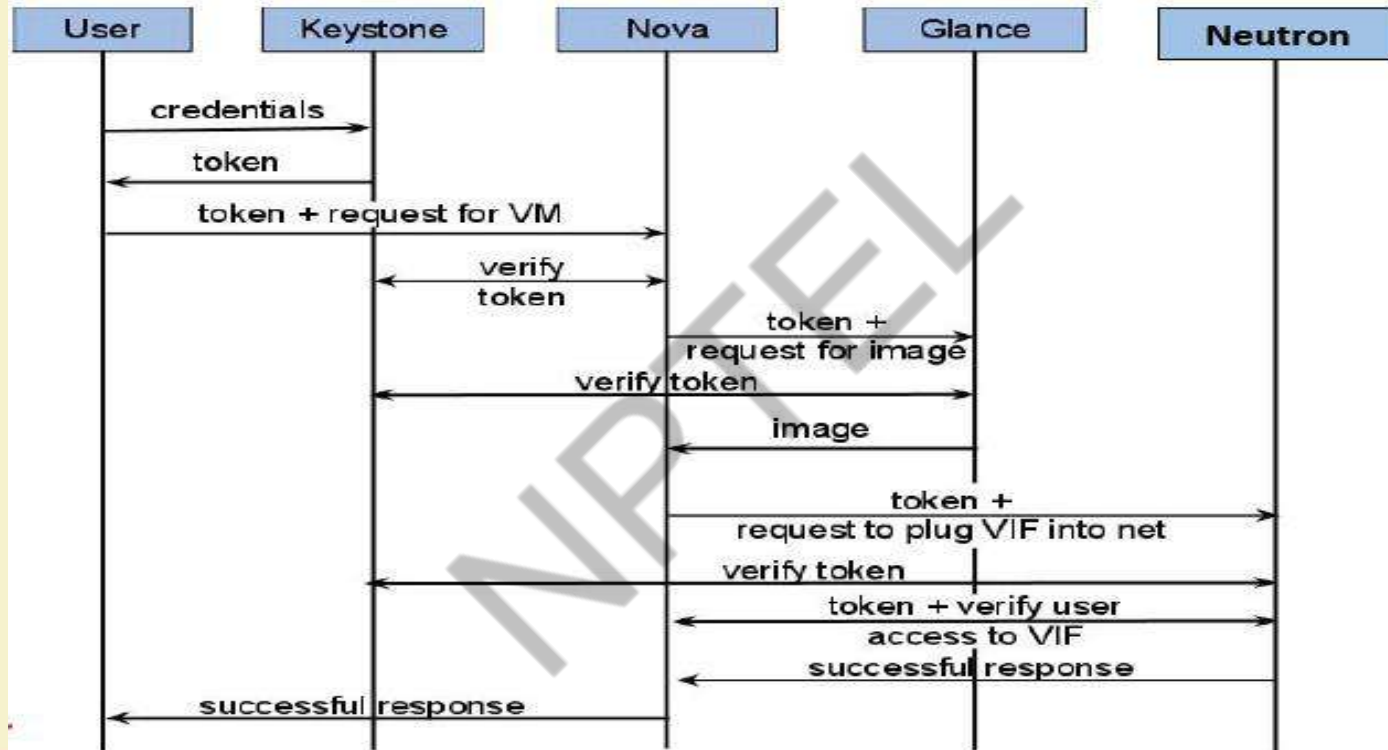 User Keystone Nova Glance Neutron
credentials
token
token + request for VM
verify
token
token +
request for image
verify token
image
token +
request to plug VIF into net
verify token
token + verify user
access to VIF
successful response
successful response
NPTEL